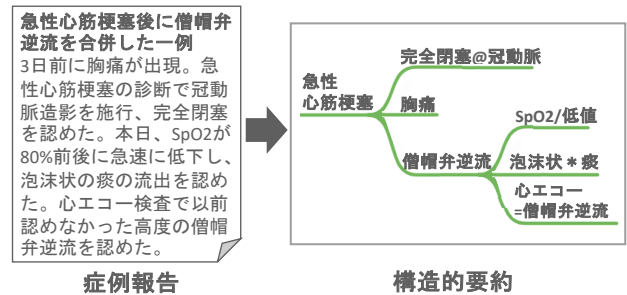 急性心筋梗塞後に僧帽弁
逆流を合併した一例
3日前に胸痛が出現。急
性心筋梗塞の診断で冠動
脈造影を施行、完全閉塞
を認めた。本日、SpO2が
80%前後に急速に低下し、
泡沫状の痰の流出を認め
た。心エコー検査で以前
認めなかった高度の僧帽
弁逆流を認めた。
症例報告
急性
心筋梗塞
完全閉塞@冠動脈
胸痛
僧帽弁逆流
SpO2/低値
泡沫状＊痰
心エコー
=僧帽弁逆流
構造的要約